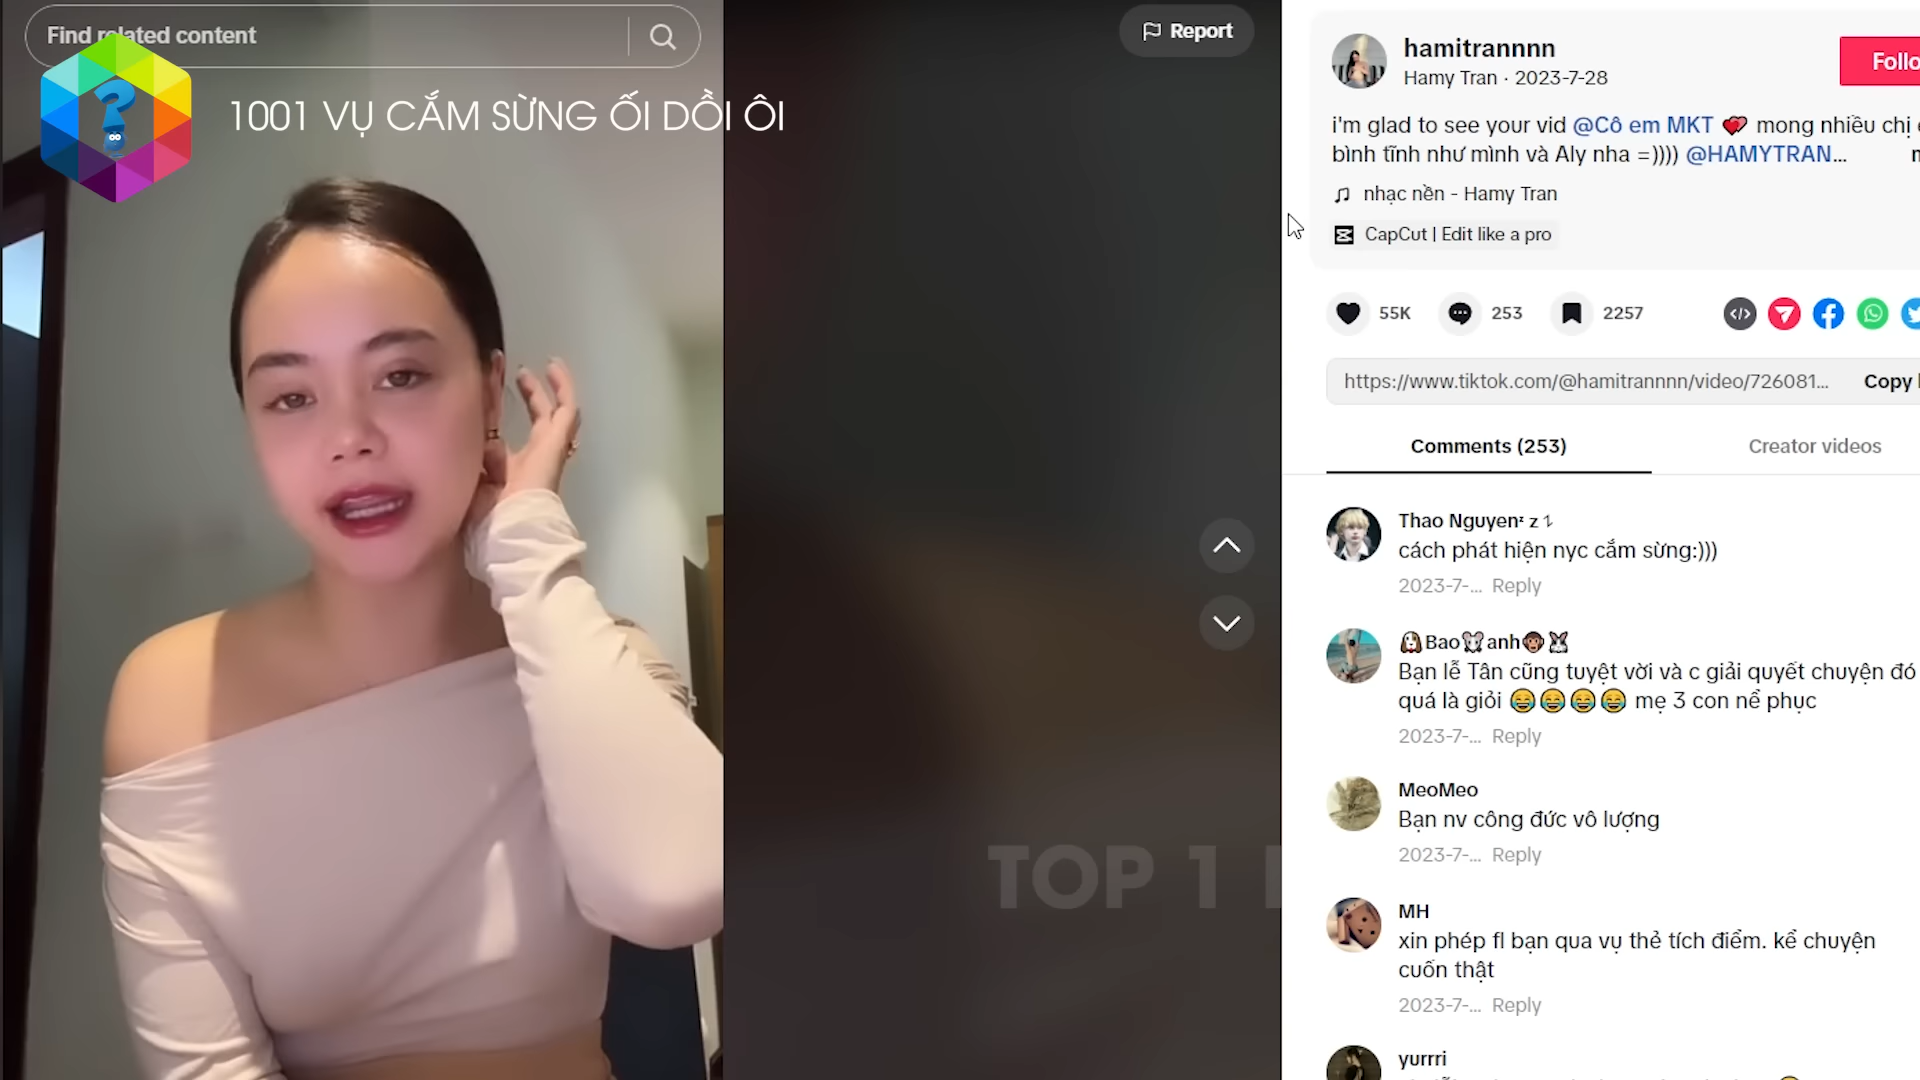 Find related content
Report
1001 VỤ CẮM SỪNG ỐI DỒI ÔI
TOP 1
hamitrannnn
Hamy Tran · 2023-7-28
Follo
i'm glad to see your vid @Cô em MKT 💞 mong nhiều chị
bình tĩnh như mình và Aly nha =)))) @HAMYTRAN...
nhạc nền - Hamy Tran
CapCut | Edit like a pro
55K
253
2257
https://www.tiktok.com/@hamitrannnn/video/726081...
Copy
Comments (253)
Creator videos
Thao Nguyenᶻ z
cách phát hiện nyc cắm sừng:)))
2023-7-... Reply
🐶Bao🐭anh🐵🐰
Bạn lễ Tân cũng tuyệt vời và c giải quyết chuyện đó
quá là giỏi 😂😂😂😂 mẹ 3 con nể phục
2023-7-... Reply
MeoMeo
Bạn nv công đức vô lượng
2023-7-... Reply
MH
xin phép fl bạn qua vụ thẻ tích điểm. kể chuyện
cuốn thật
2023-7-... Reply
yurrri